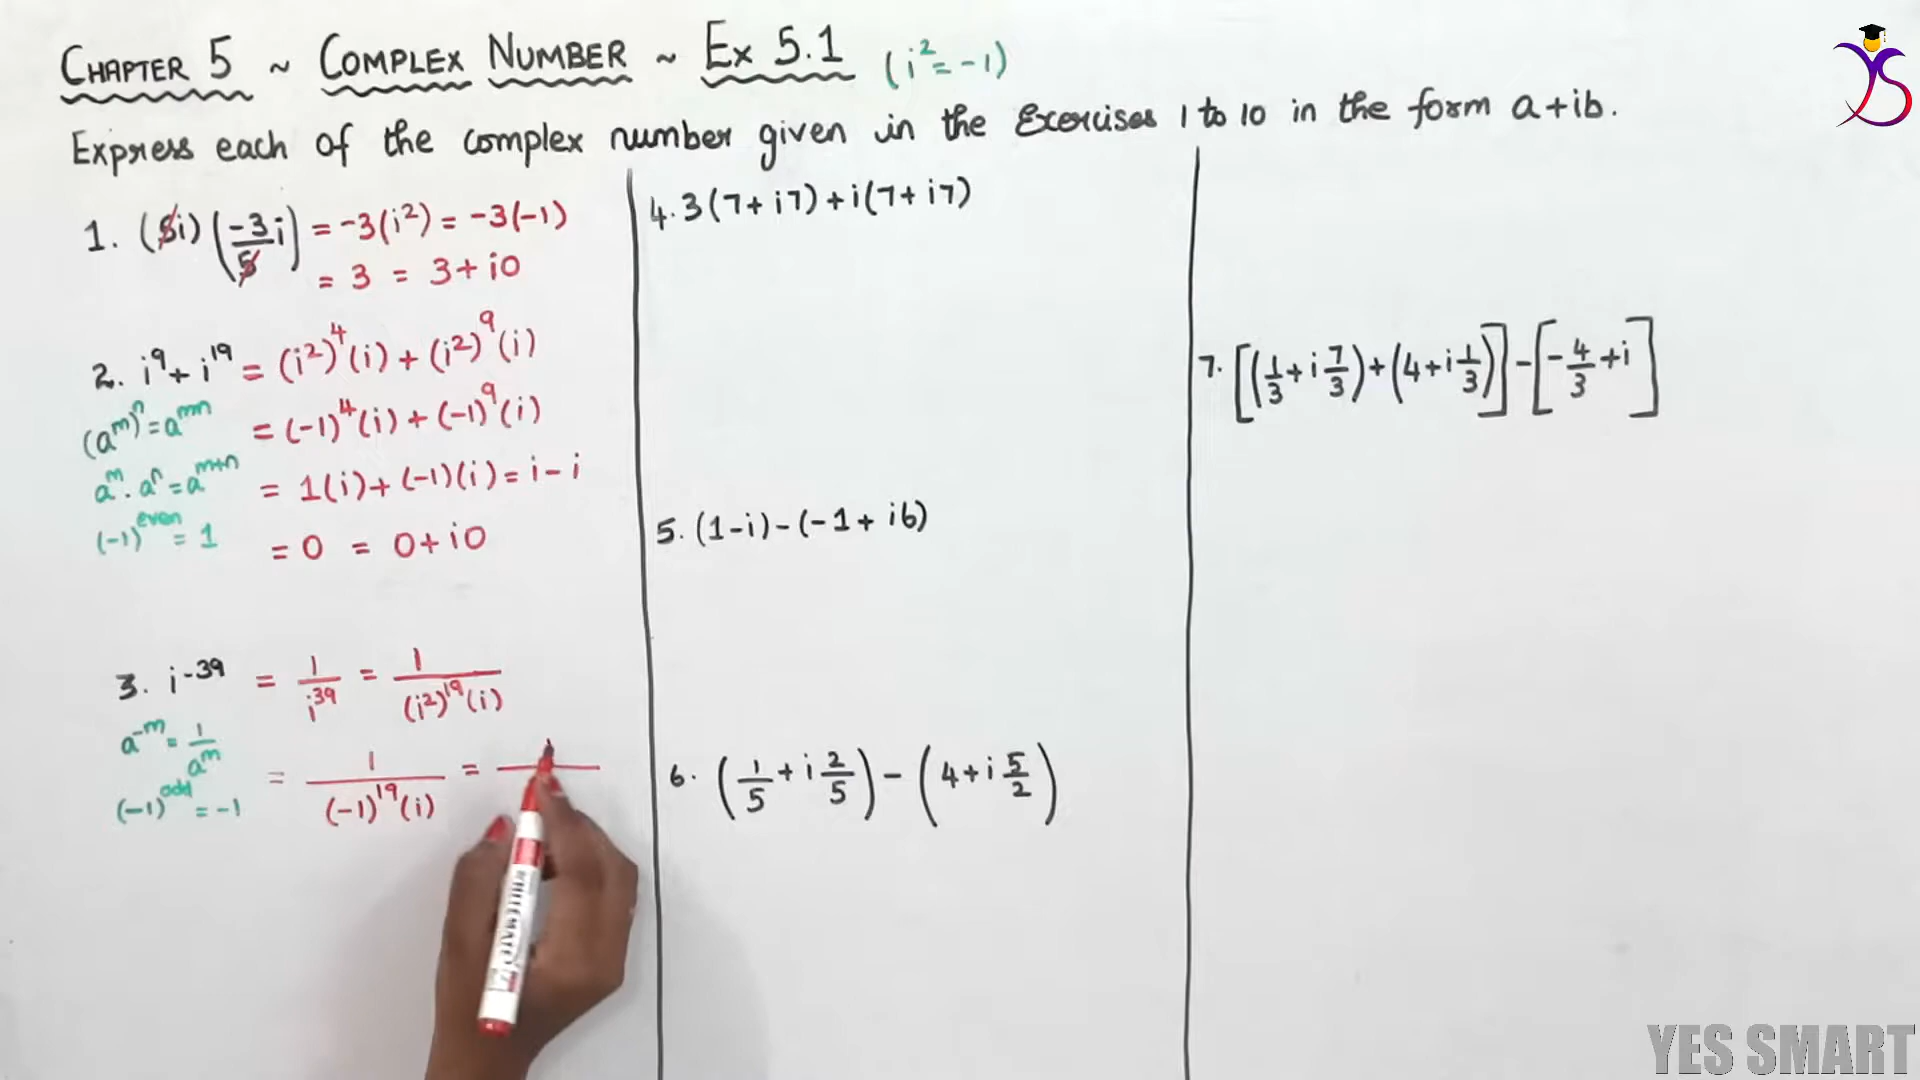 CHAPTER 5 ~ COMPLEX NUMBER ~ EX 5.1 (i² = -1)
Express each of the complex number given in the Exercises 1 to 10 in the form a+ib.
1. (5i) (-3/5 i) = -3(i²) = -3(-1)
= 3 = 3 + i0
2. i⁹ + i¹⁹ = (i²)⁴(i) + (i²)⁹(i)
(aᵐ)ⁿ = aᵐⁿ = (-1)⁴(i) + (-1)⁹(i)
aᵐ . aⁿ = aᵐ⁺ⁿ = 1(i) + (-1)(i) = i - i
(-1)^even = 1 = 0 = 0 + i0
3. i⁻³⁹ = 1/i³⁹ = 1/(i²)¹⁹(i)
a⁻ᵐ = 1/aᵐ
= 1/(-1)¹⁹(i) =
(-1)^odd = -1
4. 3(7 + i7) + i(7 + i7)
5. (1 - i) - (-1 + i6)
6. (1/5 + i 2/5) - (4 + i 5/2)
7. [(1/3 + i 7/3) + (4 + i 1/3)] - [-4/3 + i]
YS
YES SMART